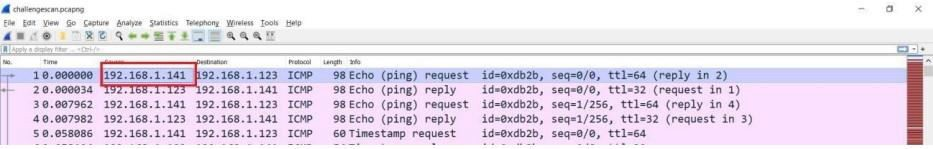 challengescan.pcapng
File Edit View Go Capture Analyze Statistics Telephony Wireless Tools Help
Apply a display filter ... <Ctrl-/>
No. Time Source Destination Protocol Length Info
1 0.000000 192.168.1.141 192.168.1.123 ICMP 98 Echo (ping) request id=0xdb2b, seq=0/0, ttl=64 (reply in 2)
2 0.000034 192.168.1.123 192.168.1.141 ICMP 98 Echo (ping) reply id=0xdb2b, seq=0/0, ttl=32 (request in 1)
3 0.007962 192.168.1.141 192.168.1.123 ICMP 98 Echo (ping) request id=0xdb2b, seq=1/256, ttl=64 (reply in 4)
4 0.007982 192.168.1.123 192.168.1.141 ICMP 98 Echo (ping) reply id=0xdb2b, seq=1/256, ttl=32 (request in 3)
5 0.058086 192.168.1.141 192.168.1.123 ICMP 60 Timestamp request id=0xdb2b, seq=0/0, ttl=64